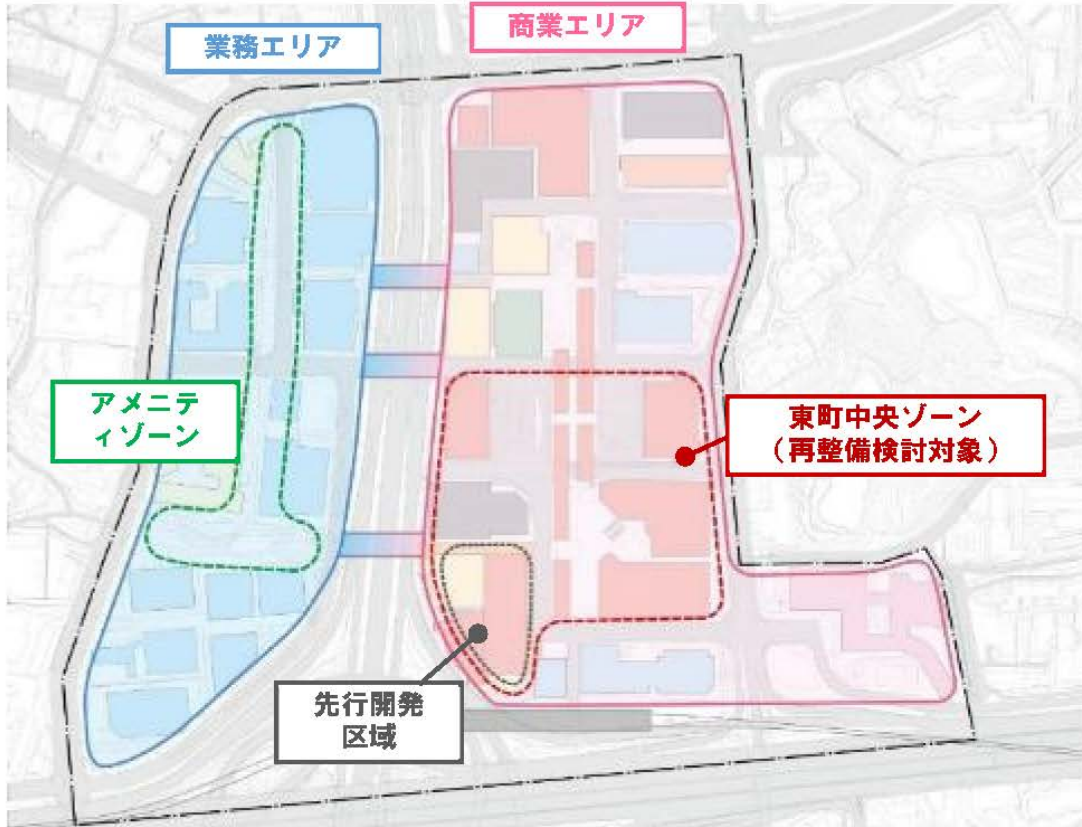 業務エリア
商業エリア
アメニテ
ィゾーン
東町中央ゾーン
（再整備検討対象）
先行開発
区域